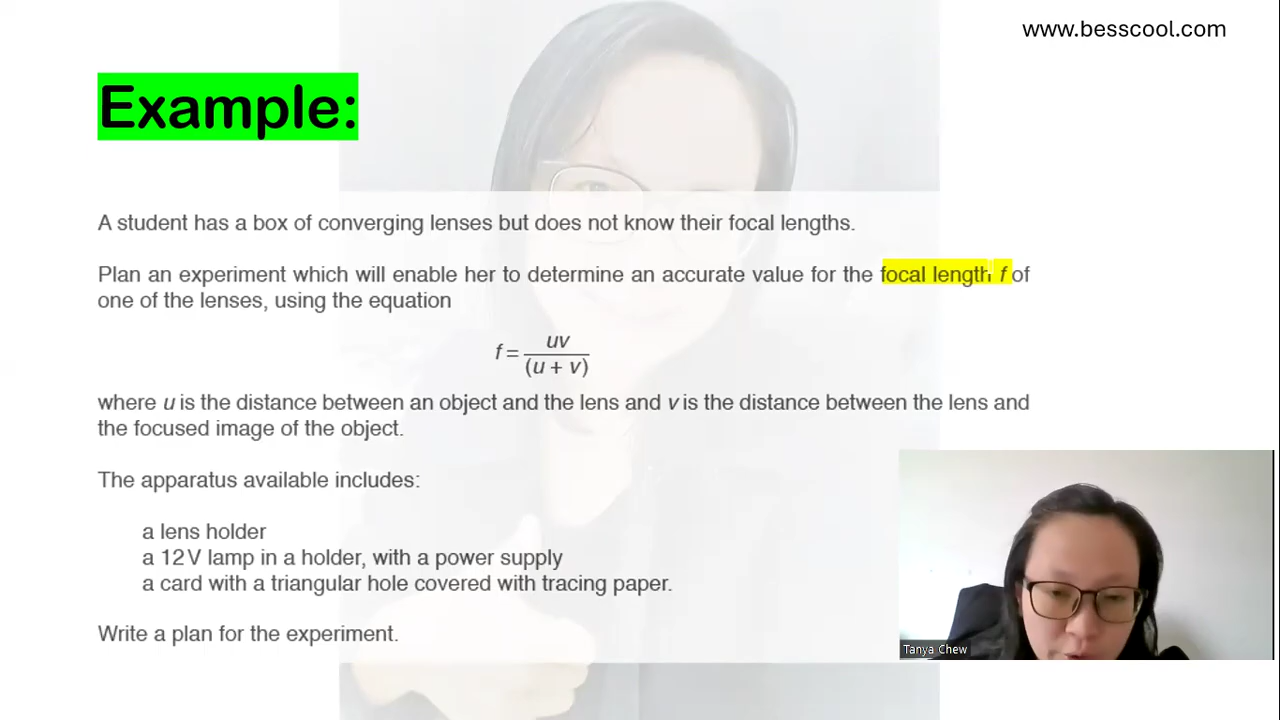 www.besscool.com
Example:
A student has a box of converging lenses but does not know their focal lengths.
Plan an experiment which will enable her to determine an accurate value for the focal length f of
one of the lenses, using the equation
f = uv / (u + v)
where u is the distance between an object and the lens and v is the distance between the lens and
the focused image of the object.
The apparatus available includes:
a lens holder
a 12 V lamp in a holder, with a power supply
a card with a triangular hole covered with tracing paper.
Write a plan for the experiment.
Tanya Chew